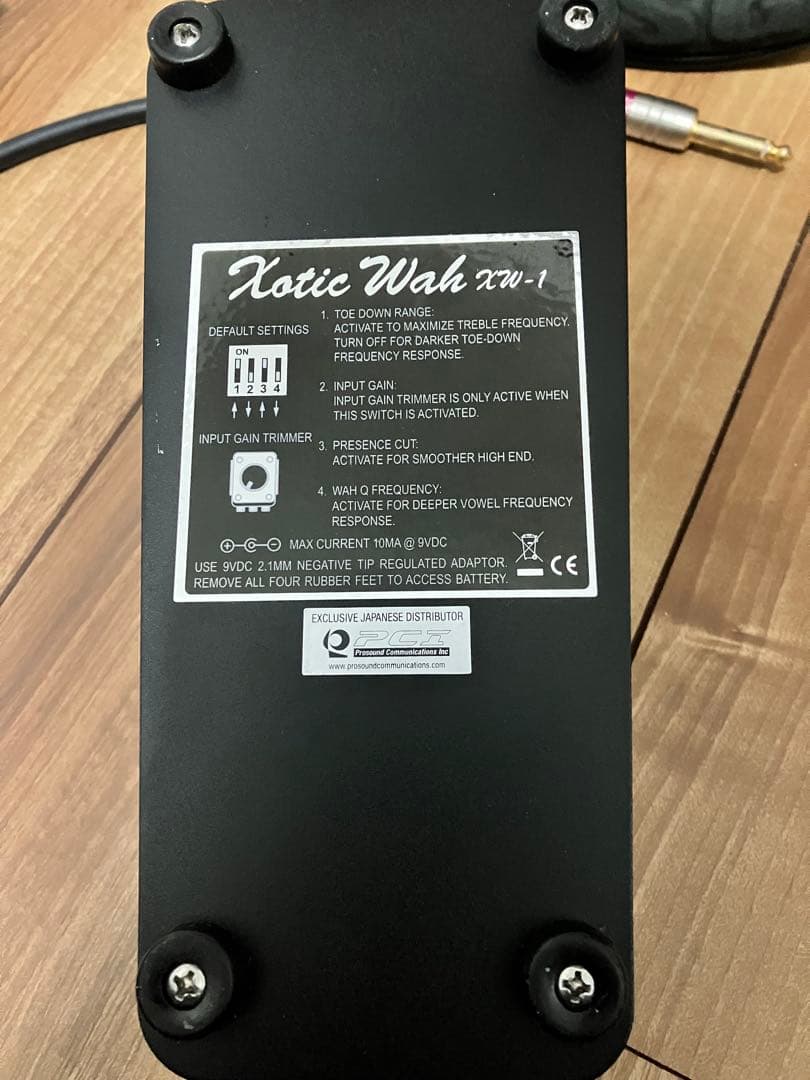 Xotic Wah XW-1
DEFAULT SETTINGS
ON
1 2 3 4
INPUT GAIN TRIMMER
1. TOE DOWN RANGE:
ACTIVATE TO MAXIMIZE TREBLE FREQUENCY.
TURN OFF FOR DARKER TOE-DOWN
FREQUENCY RESPONSE.
2. INPUT GAIN:
INPUT GAIN TRIMMER IS ONLY ACTIVE WHEN
THIS SWITCH IS ACTIVATED.
3. PRESENCE CUT:
ACTIVATE FOR SMOOTHER HIGH END.
4. WAH Q FREQUENCY:
ACTIVATE FOR DEEPER VOWEL FREQUENCY
RESPONSE.
MAX CURRENT 10MA @ 9VDC
USE 9VDC 2.1MM NEGATIVE TIP REGULATED ADAPTOR.
REMOVE ALL FOUR RUBBER FEET TO ACCESS BATTERY.
CE
EXCLUSIVE JAPANESE DISTRIBUTOR
PCI
Prosound Communications Inc
www.prosoundcommunications.com